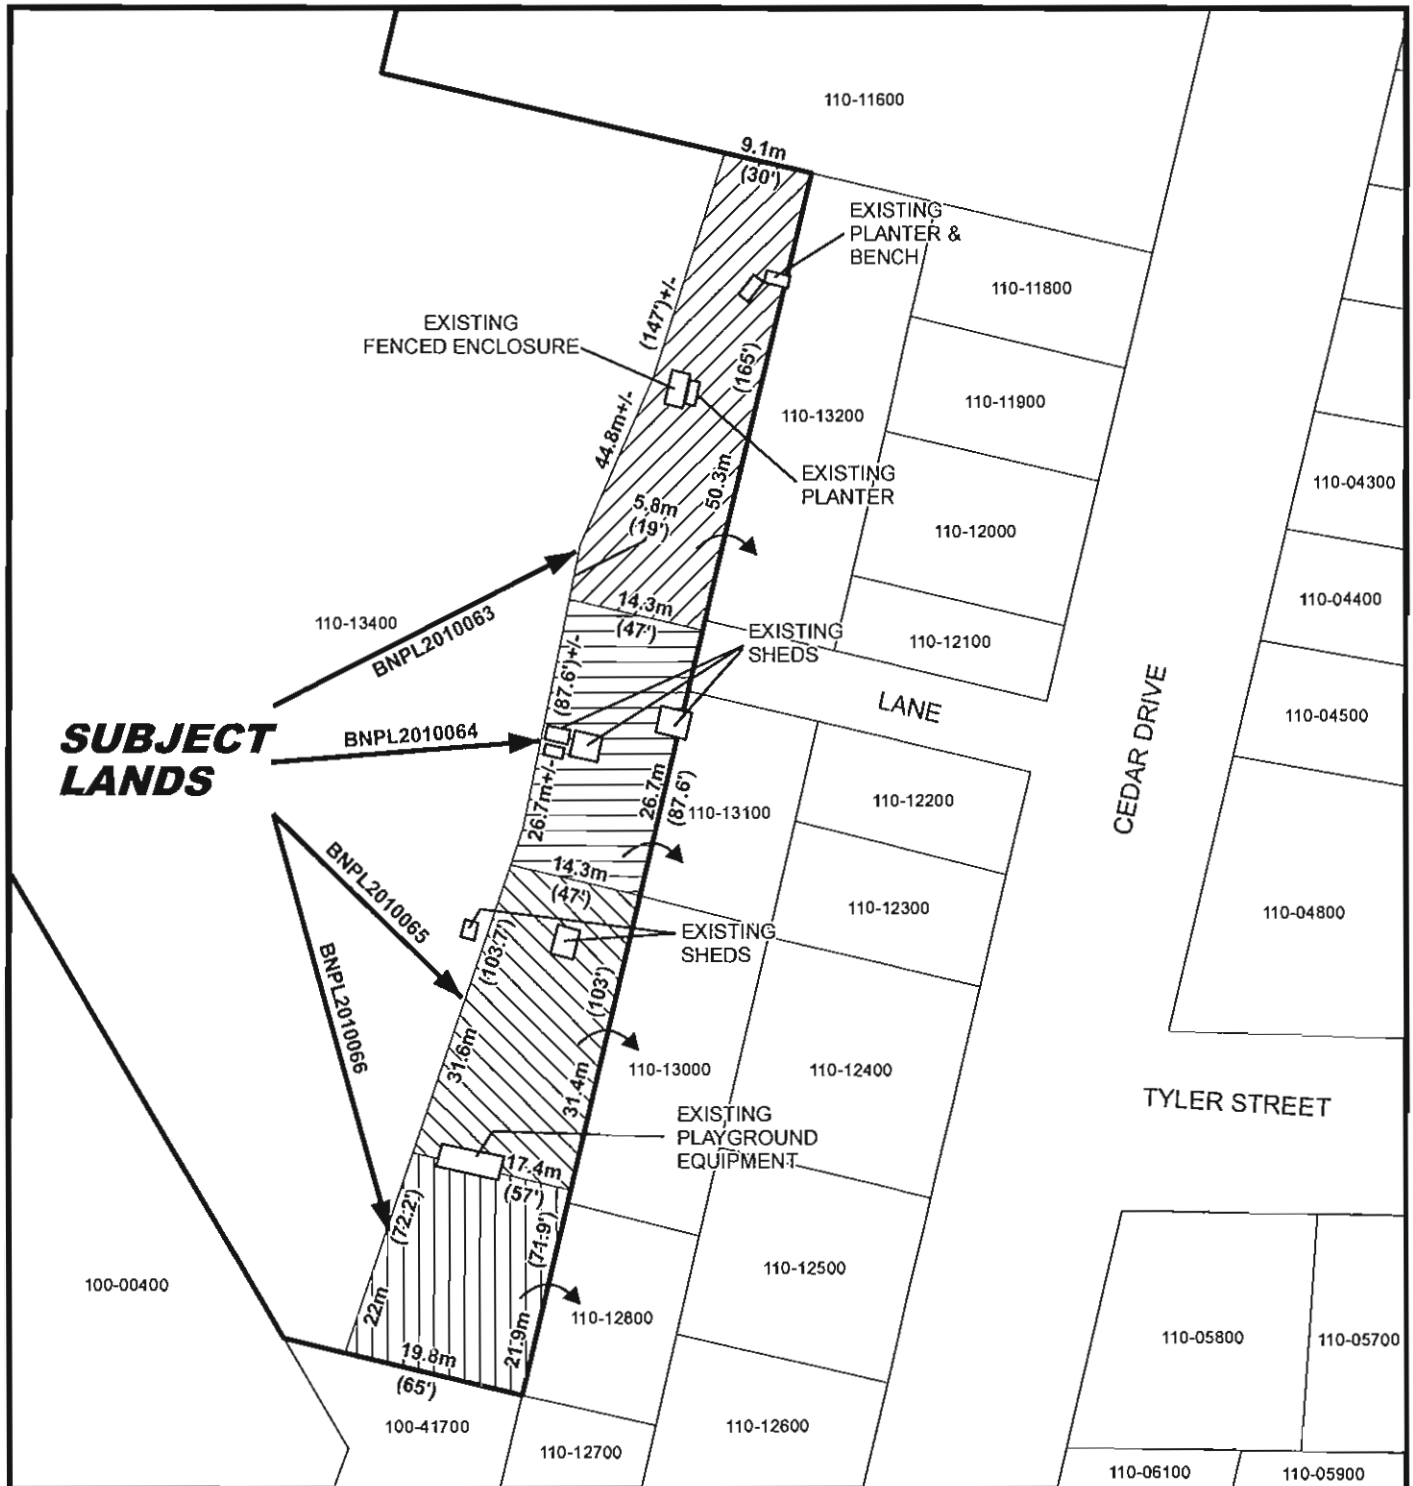 110-11600
9.1m
(30')
EXISTING
PLANTER &
BENCH
110-11800
EXISTING
FENCED ENCLOSURE
(147')+/-
44.8m+/-
(165')
50.3m
110-13200
110-11900
EXISTING
PLANTER
110-04300
5.8m
(19')
110-12000
110-13400
BNPL2010063
14.3m
(47')
110-04400
EXISTING
SHEDS
110-12100
LANE
CEDAR DRIVE
110-04500
SUBJECT
LANDS
BNPL2010064
(87.6')+/-
26.7m+/-
26.7m
(87.6')
110-13100
110-12200
14.3m
(47')
110-12300
110-04800
BNPL2010065
BNPL2010066
EXISTING
SHEDS
(103.7')
31.6m
(103')
31.4m
110-13000
110-12400
TYLER STREET
EXISTING
PLAYGROUND
EQUIPMENT
17.4m
(57')
(72.2')
22m
(71.9')
21.9m
110-12500
100-00400
110-12800
110-05800
110-05700
19.8m
(65')
100-41700
110-12700
110-12600
110-06100
110-05900